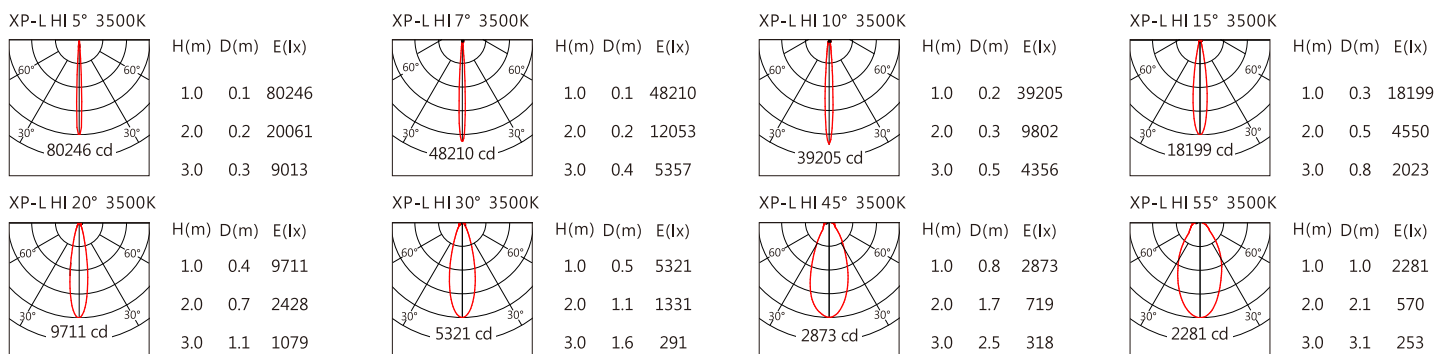 XP-L HI 5° 3500K
H(m) D(m) E(lx)
60° 60°
1.0 0.1 80246
2.0 0.2 20061
30° 30°
80246 cd
3.0 0.3 9013
XP-L HI 7° 3500K
H(m) D(m) E(lx)
60° 60°
1.0 0.1 48210
2.0 0.2 12053
30° 30°
48210 cd
3.0 0.4 5357
XP-L HI 10° 3500K
H(m) D(m) E(lx)
60° 60°
1.0 0.2 39205
2.0 0.3 9802
30° 30°
39205 cd
3.0 0.5 4356
XP-L HI 15° 3500K
H(m) D(m) E(lx)
60° 60°
1.0 0.3 18199
2.0 0.5 4550
30° 30°
18199 cd
3.0 0.8 2023
XP-L HI 20° 3500K
H(m) D(m) E(lx)
60° 60°
1.0 0.4 9711
2.0 0.7 2428
30° 30°
9711 cd
3.0 1.1 1079
XP-L HI 30° 3500K
H(m) D(m) E(lx)
60° 60°
1.0 0.5 5321
2.0 1.1 1331
30° 30°
5321 cd
3.0 1.6 291
XP-L HI 45° 3500K
H(m) D(m) E(lx)
60° 60°
1.0 0.8 2873
2.0 1.7 719
30° 30°
2873 cd
3.0 2.5 318
XP-L HI 55° 3500K
H(m) D(m) E(lx)
60° 60°
1.0 1.0 2281
2.0 2.1 570
30° 30°
2281 cd
3.0 3.1 253